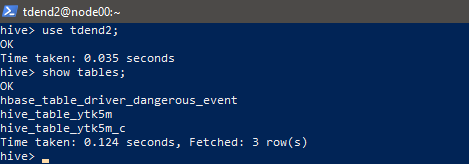 tdend2@node00:~
hive> use tdend2;
OK
Time taken: 0.035 seconds
hive> show tables;
OK
hbase_table_driver_dangerous_event
hive_table_ytk5m
hive_table_ytk5m_c
Time taken: 0.124 seconds, Fetched: 3 row(s)
hive>